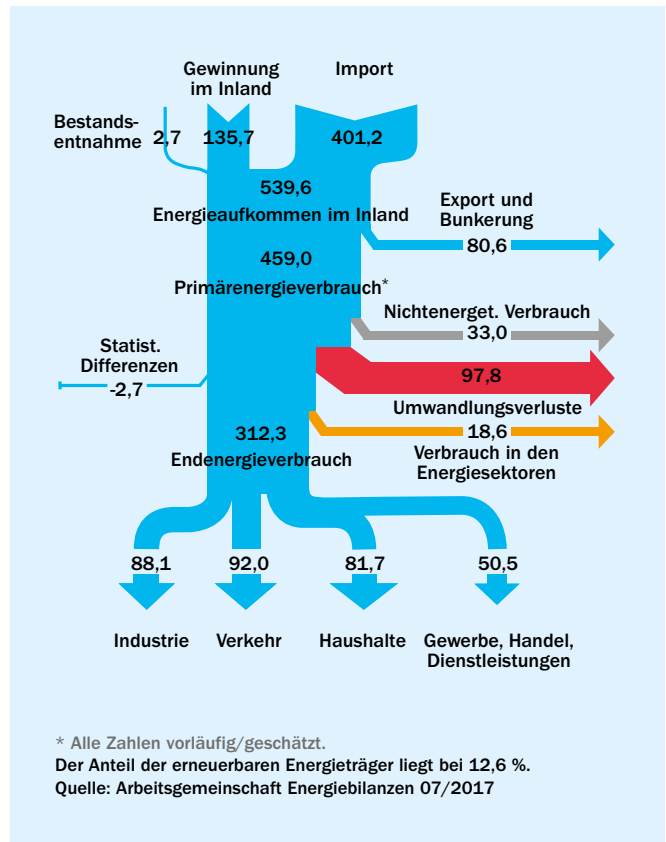 Gewinnung
im Inland
Import
Bestands-
entnahme
2,7
135,7
401,2
539,6
Energieaufkommen im Inland
Export und
Bunkerung
80,6
459,0
Primärenergieverbrauch*
Nichtenerget. Verbrauch
33,0
Statist.
Differenzen
-2,7
97,8
Umwandlungsverluste
18,6
Verbrauch in den
Energiesektoren
312,3
Endenergieverbrauch
88,1
92,0
81,7
50,5
Industrie
Verkehr
Haushalte
Gewerbe, Handel,
Dienstleistungen
* Alle Zahlen vorläufig/geschätzt.
Der Anteil der erneuerbaren Energieträger liegt bei 12,6 %.
Quelle: Arbeitsgemeinschaft Energiebilanzen 07/2017